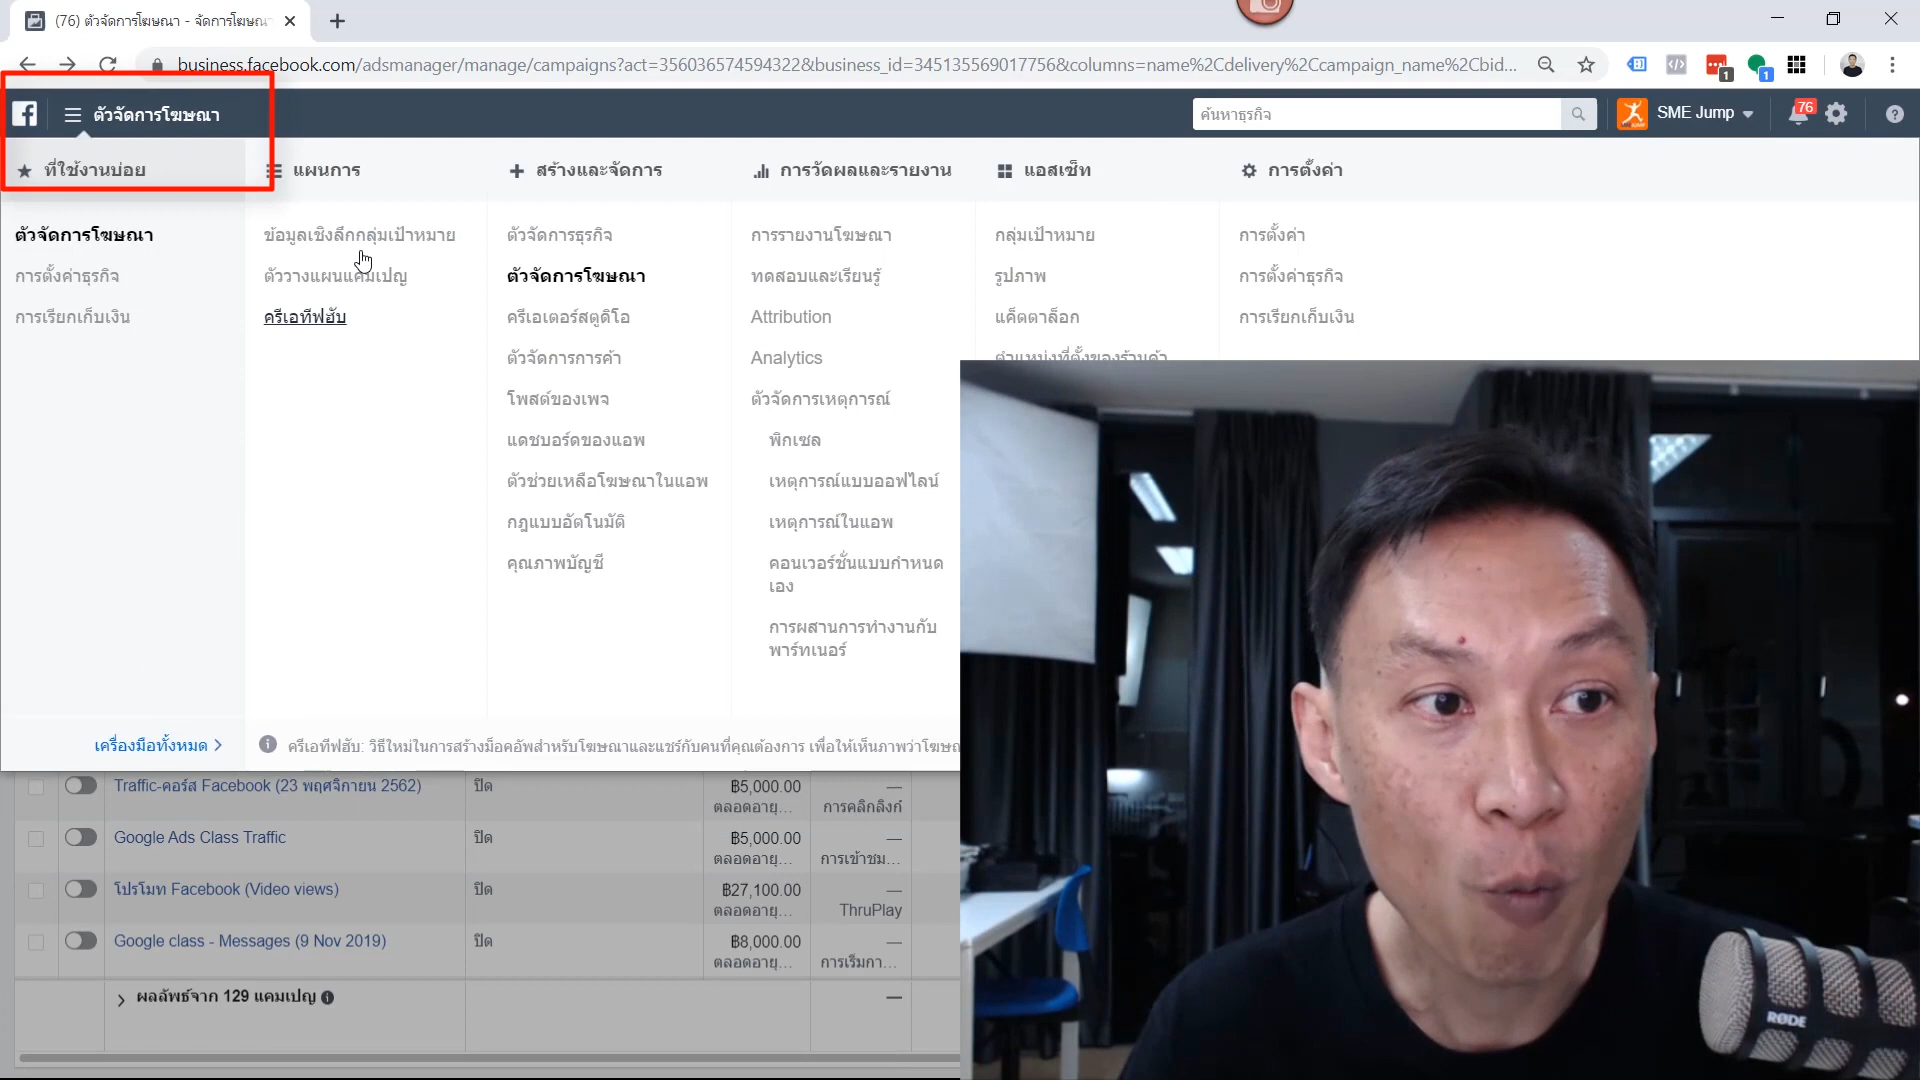 (76) ตัวจัดการโฆษณา - จัดการโฆษณา
business.facebook.com/adsmanager/manage/campaigns?act=356036574594322&business_id=345135569017756&columns=name%2Cdelivery%2Ccampaign_name%2Cbid...
1
1
ตัวจัดการโฆษณา
ค้นหาธุรกิจ
SME Jump
76
ที่ใช้งานบ่อย
แผนการ
สร้างและจัดการ
การวัดผลและรายงาน
แอสเซ็ท
การตั้งค่า
ตัวจัดการโฆษณา
การตั้งค่าธุรกิจ
การเรียกเก็บเงิน
ข้อมูลเชิงลึกกลุ่มเป้าหมาย
ตัววางแผนแคมเปญ
ครีเอทีฟฮับ
ตัวจัดการธุรกิจ
ตัวจัดการโฆษณา
ครีเอเตอร์สตูดิโอ
ตัวจัดการการค้า
โพสต์ของเพจ
แดชบอร์ดของแอพ
ตัวช่วยเหลือโฆษณาในแอพ
กฎแบบอัตโนมัติ
คุณภาพบัญชี
การรายงานโฆษณา
ทดสอบและเรียนรู้
Attribution
Analytics
ตัวจัดการเหตุการณ์
พิกเซล
เหตุการณ์แบบออฟไลน์
เหตุการณ์ในแอพ
คอนเวอร์ชั่นแบบกำหนด
เอง
การผสานการทำงานกับ
พาร์ทเนอร์
กลุ่มเป้าหมาย
รูปภาพ
แค็ตตาล็อก
ตำแหน่งที่ตั้งของร้านค้า
การตั้งค่า
การตั้งค่าธุรกิจ
การเรียกเก็บเงิน
เครื่องมือทั้งหมด
ครีเอทีฟฮับ: วิธีใหม่ในการสร้างม็อคอัพสำหรับโฆษณาและแชร์กับคนที่คุณต้องการ เพื่อให้เห็นภาพว่าโฆษณ
Traffic-คอร์ส Facebook (23 พฤศจิกายน 2562) ปิด ฿5,000.00 —
ตลอดอายุ... การคลิกลิงก์
Google Ads Class Traffic ปิด ฿5,000.00 —
ตลอดอายุ... การเข้าชม...
โปรโมท Facebook (Video views) ปิด ฿27,100.00 —
ตลอดอายุ... ThruPlay
Google class - Messages (9 Nov 2019) ปิด ฿8,000.00 —
ตลอดอายุ... การเริ่มกา...
ผลลัพธ์จาก 129 แคมเปญ —
RØDE